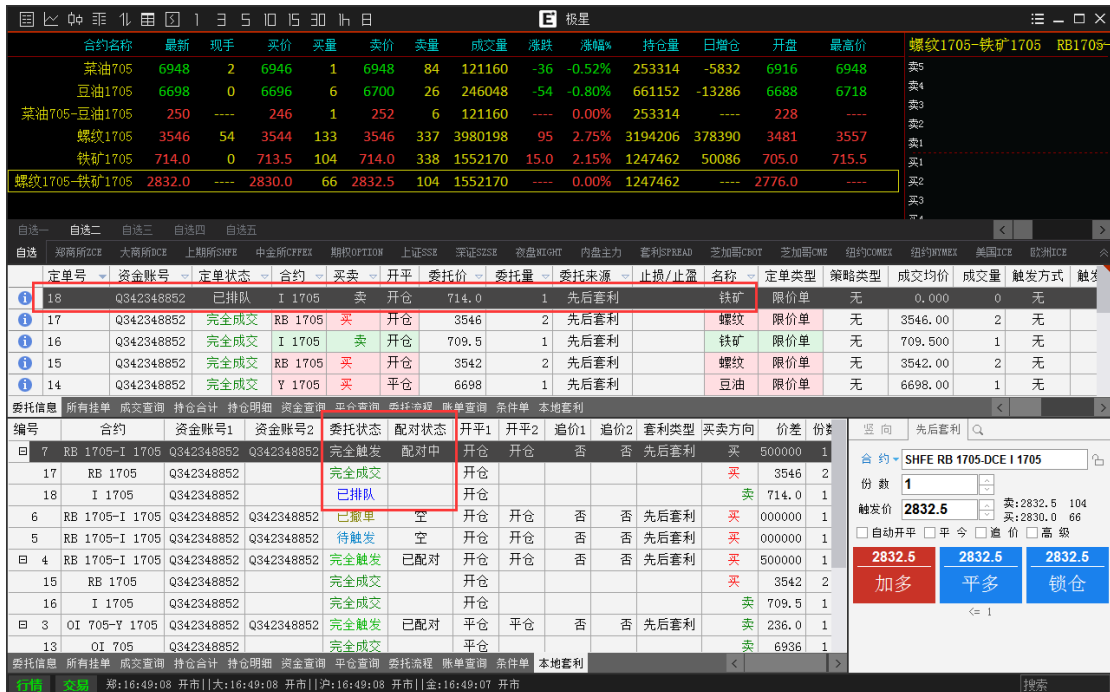 1 3 5 10 15 30 1h 日 极星
合约名称 最新 现手 买价 买量 卖价 卖量 成交量 涨跌 涨幅% 持仓量 日增仓 开盘 最高价 螺纹1705-铁矿1705 RB1705-
菜油705 6948 2 6946 1 6948 84 121160 -36 -0.52% 253314 -5832 6916 6948
豆油1705 6698 0 6696 6 6700 26 246048 -54 -0.80% 661152 -13286 6688 6718
菜油705-豆油1705 250 ---- 246 1 252 6 121160 ---- 0.00% 253314 ---- 228 ----
螺纹1705 3546 54 3544 133 3546 337 3980198 95 2.75% 3194206 378390 3481 3557
铁矿1705 714.0 0 713.5 104 714.0 338 1552170 15.0 2.15% 1247462 50086 705.0 715.5
螺纹1705-铁矿1705 2832.0 ---- 2830.0 66 2832.5 104 1552170 ---- 0.00% 1247462 ---- 2776.0 ----
卖5
卖4
卖3
卖2
卖1
买1
买2
买3
自选一 自选二 自选三 自选四 自选五
自选 郑商所ZCE 大商所DCE 上期所SHFE 中金所CFFEX 期权OPTION 上证SSE 深证SZSE 夜盘NIGHT 内盘主力 套利SPREAD 芝加哥CBOT 芝加哥CME 纽约COMEX 纽约NYMEX 美国ICE 欧洲ICE
定单号 资金账号 定单状态 合约 买卖 开平 委托价 委托量 委托来源 止损/止盈 名称 定单类型 策略类型 成交均价 成交量 触发方式 触发
18 Q342348852 已排队 I 1705 卖 开仓 714.0 1 先后套利 铁矿 限价单 无 0.000 0 无
17 Q342348852 完全成交 RB 1705 买 开仓 3546 2 先后套利 螺纹 限价单 无 3546.00 2 无
16 Q342348852 完全成交 I 1705 卖 开仓 709.5 1 先后套利 铁矿 限价单 无 709.500 1 无
15 Q342348852 完全成交 RB 1705 买 开仓 3542 2 先后套利 螺纹 限价单 无 3542.00 2 无
14 Q342348852 完全成交 Y 1705 买 平仓 6698 1 先后套利 豆油 限价单 无 6698.00 1 无
委托信息 所有挂单 成交查询 持仓合计 持仓明细 资金查询 平仓查询 委托流程 账单查询 条件单 本地套利
编号 合约 资金账号1 资金账号2 委托状态 配对状态 开平1 开平2 追价1 追价2 套利类型 买卖方向 价差 份数
7 RB 1705-I 1705 Q342348852 Q342348852 完全触发 配对中 开仓 开仓 否 否 先后套利 买 500000 1
17 RB 1705 Q342348852 完全成交 开仓 买 3546 2
18 I 1705 Q342348852 已排队 开仓 卖 714.0 1
6 RB 1705-I 1705 Q342348852 Q342348852 已撤单 空 开仓 开仓 否 否 先后套利 买 000000 1
5 RB 1705-I 1705 Q342348852 Q342348852 待触发 空 开仓 开仓 否 否 先后套利 买 000000 1
4 RB 1705-I 1705 Q342348852 Q342348852 完全触发 已配对 开仓 开仓 否 否 先后套利 买 500000 1
15 RB 1705 Q342348852 完全成交 开仓 买 3542 2
16 I 1705 Q342348852 完全成交 开仓 卖 709.5 1
3 OI 705-Y 1705 Q342348852 Q342348852 完全触发 已配对 平仓 平仓 否 否 先后套利 卖 236.0 1
13 OI 705 Q342348852 完全成交 平仓 卖 6936 1
委托信息 所有挂单 成交查询 持仓合计 持仓明细 资金查询 平仓查询 委托流程 账单查询 条件单 本地套利
竖 向 先后套利
合 约 SHFE RB 1705-DCE I 1705
份 数 1
触发价 2832.5 卖:2832.5 104
买:2830.0 66
自动开平 平 今 追 价 高 级
2832.5 2832.5 2832.5
加多 平多 锁仓
<= 1
行情 交易 郑:16:49:08 开市||大:16:49:08 开市||沪:16:49:08 开市||金:16:49:07 开市 搜索